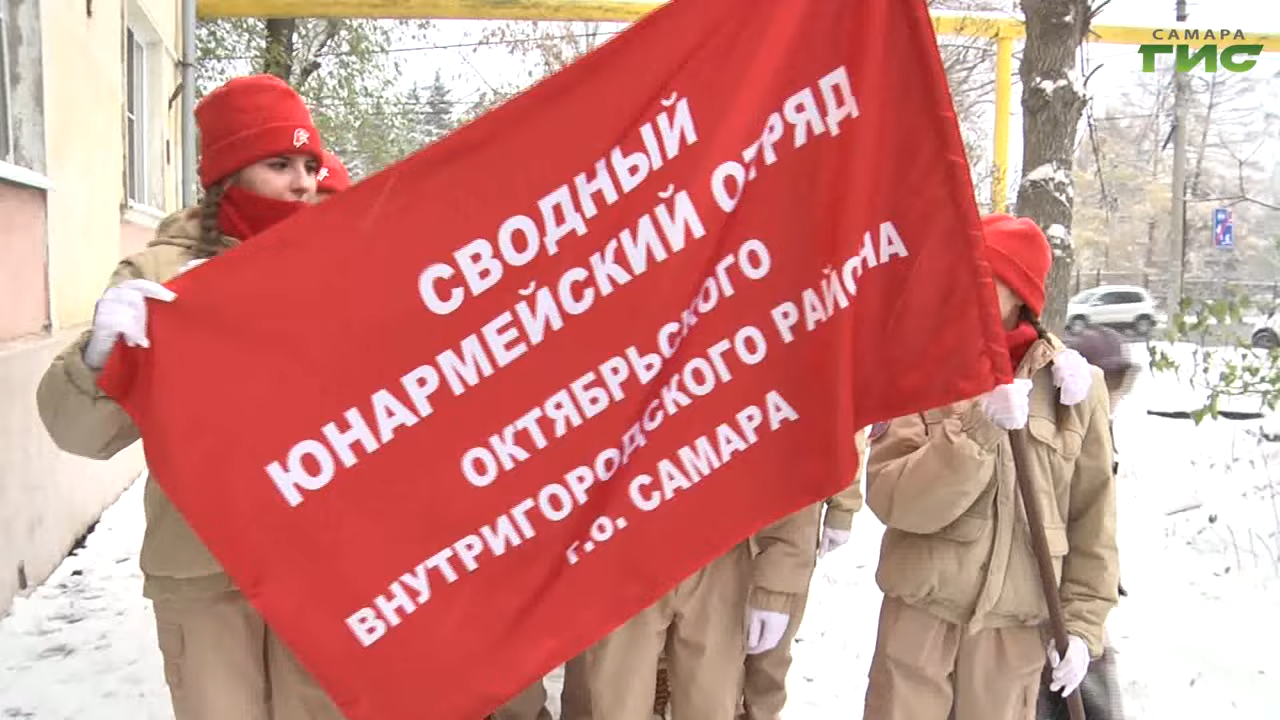 САМАРА
ГИС
СВОДНЫЙ
ЮНАРМЕЙСКИЙ ОТРЯД
ОКТЯБРЬСКОГО
ВНУТРИГОРОДСКОГО РАЙОНА
г.о. САМАРА